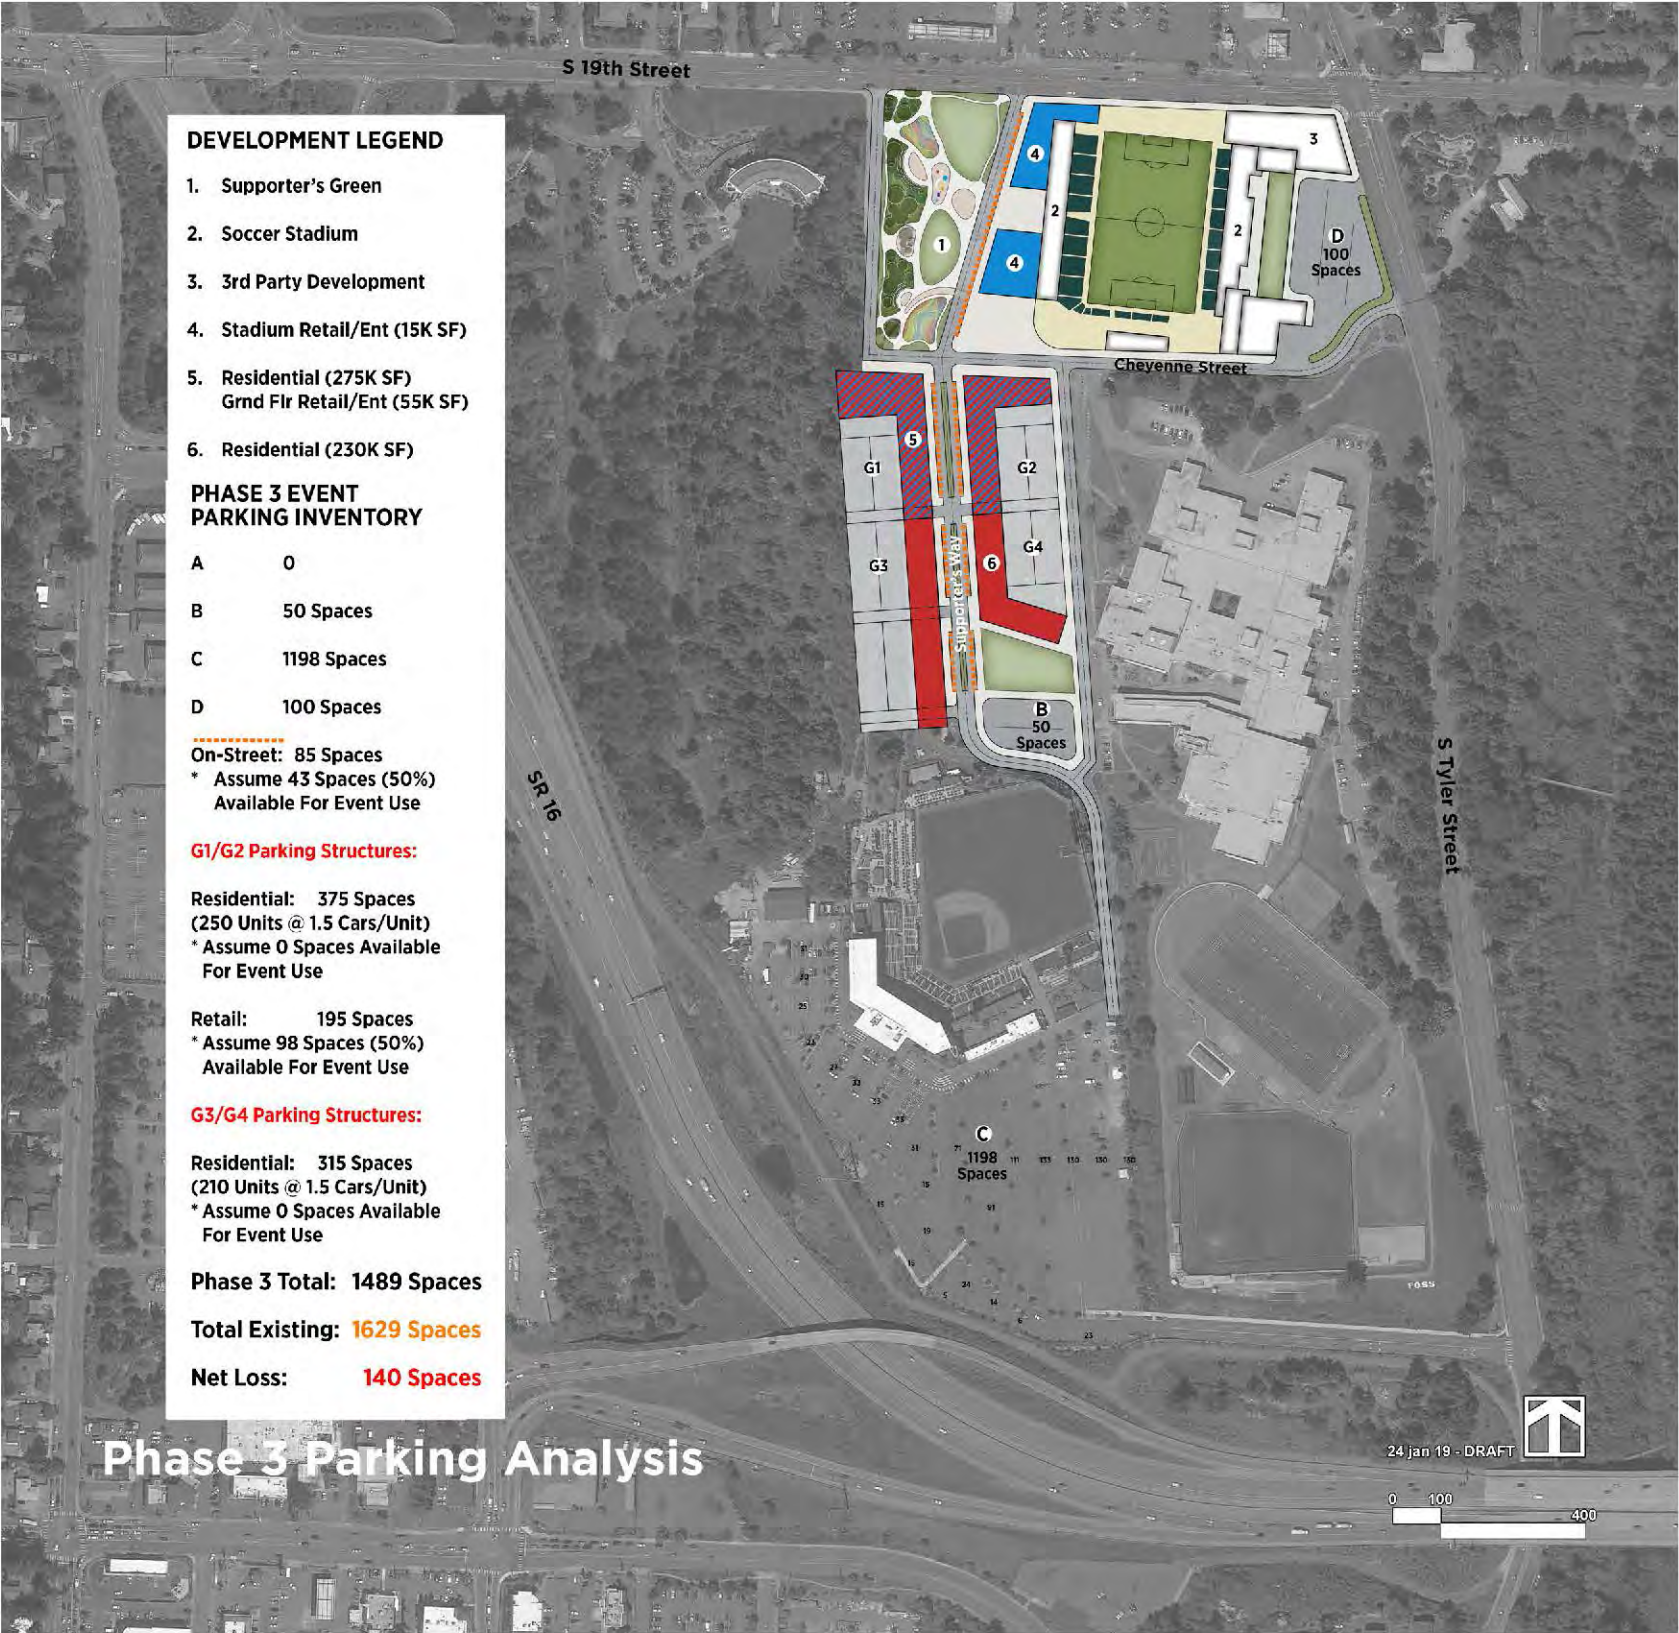 S 19th Street
DEVELOPMENT LEGEND
1. Supporter's Green
2. Soccer Stadium
3. 3rd Party Development
4. Stadium Retail/Ent (15K SF)
5. Residential (275K SF)
Grnd Flr Retail/Ent (55K SF)
6. Residential (230K SF)
PHASE 3 EVENT
PARKING INVENTORY
A 0
B 50 Spaces
C 1198 Spaces
D 100 Spaces
On-Street: 85 Spaces
* Assume 43 Spaces (50%)
Available For Event Use
G1/G2 Parking Structures:
Residential: 375 Spaces
(250 Units @ 1.5 Cars/Unit)
* Assume 0 Spaces Available
For Event Use
Retail: 195 Spaces
* Assume 98 Spaces (50%)
Available For Event Use
G3/G4 Parking Structures:
Residential: 315 Spaces
(210 Units @ 1.5 Cars/Unit)
* Assume 0 Spaces Available
For Event Use
Phase 3 Total: 1489 Spaces
Total Existing: 1629 Spaces
Net Loss: 140 Spaces
Phase 3 Parking Analysis
4
3
2
2
1
4
D
100
Spaces
Cheyenne Street
5
G1
G2
G3
6
G4
Supporter's Way
B
50
Spaces
SR 16
S Tyler Street
C
1198
Spaces
24 jan 19 - DRAFT
0 100
400